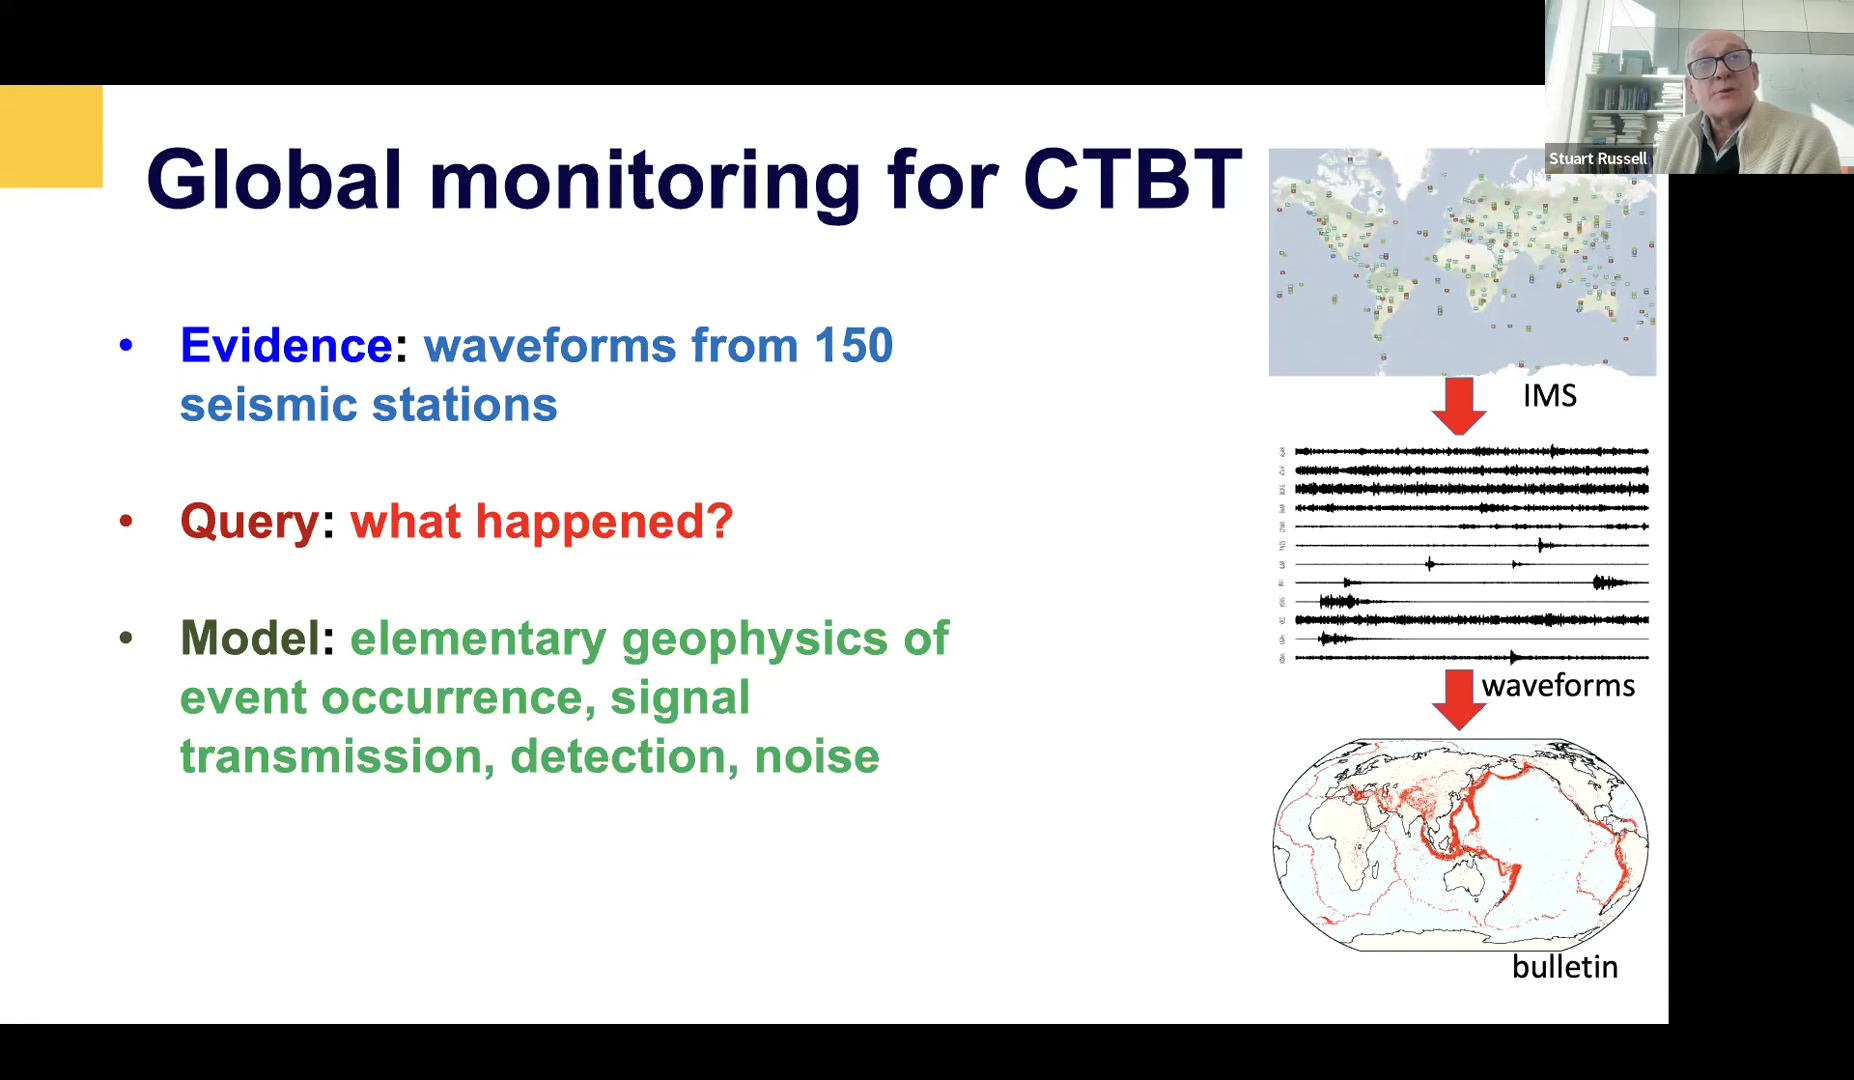 Stuart Russell
Global monitoring for CTBT
• Evidence: waveforms from 150
seismic stations
• Query: what happened?
• Model: elementary geophysics of
event occurrence, signal
transmission, detection, noise
IMS
waveforms
bulletin